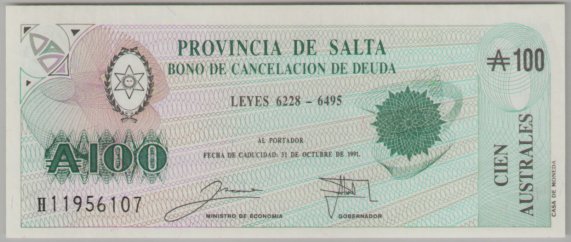 PROVINCIA DE SALTA
BONO DE CANCELACION DE DEUDA
₳ 100
LEYES 6228 - 6495
AL PORTADOR
FECHA DE CADUCIDAD: 31 DE OCTUBRE DE 1991.
₳100
H11956107
MINISTRO DE ECONOMIA
GOBERNADOR
CIEN
AUSTRALES
CASA DE MONEDA